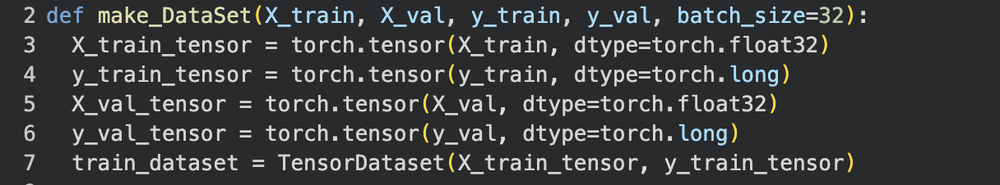 2 def make_DataSet(X_train, X_val, y_train, y_val, batch_size=32):
3   X_train_tensor = torch.tensor(X_train, dtype=torch.float32)
4   y_train_tensor = torch.tensor(y_train, dtype=torch.long)
5   X_val_tensor = torch.tensor(X_val, dtype=torch.float32)
6   y_val_tensor = torch.tensor(y_val, dtype=torch.long)
7   train_dataset = TensorDataset(X_train_tensor, y_train_tensor)